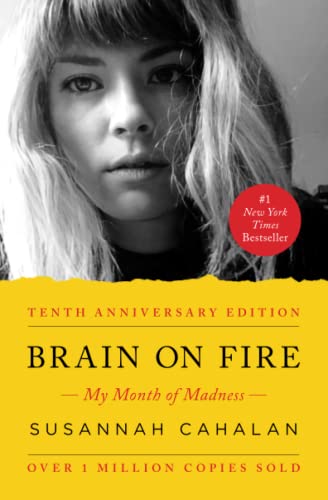 #1
New York
Times
Bestseller
TENTH ANNIVERSARY EDITION
BRAIN ON FIRE
— My Month of Madness —
SUSANNAH CAHALAN
OVER 1 MILLION COPIES SOLD